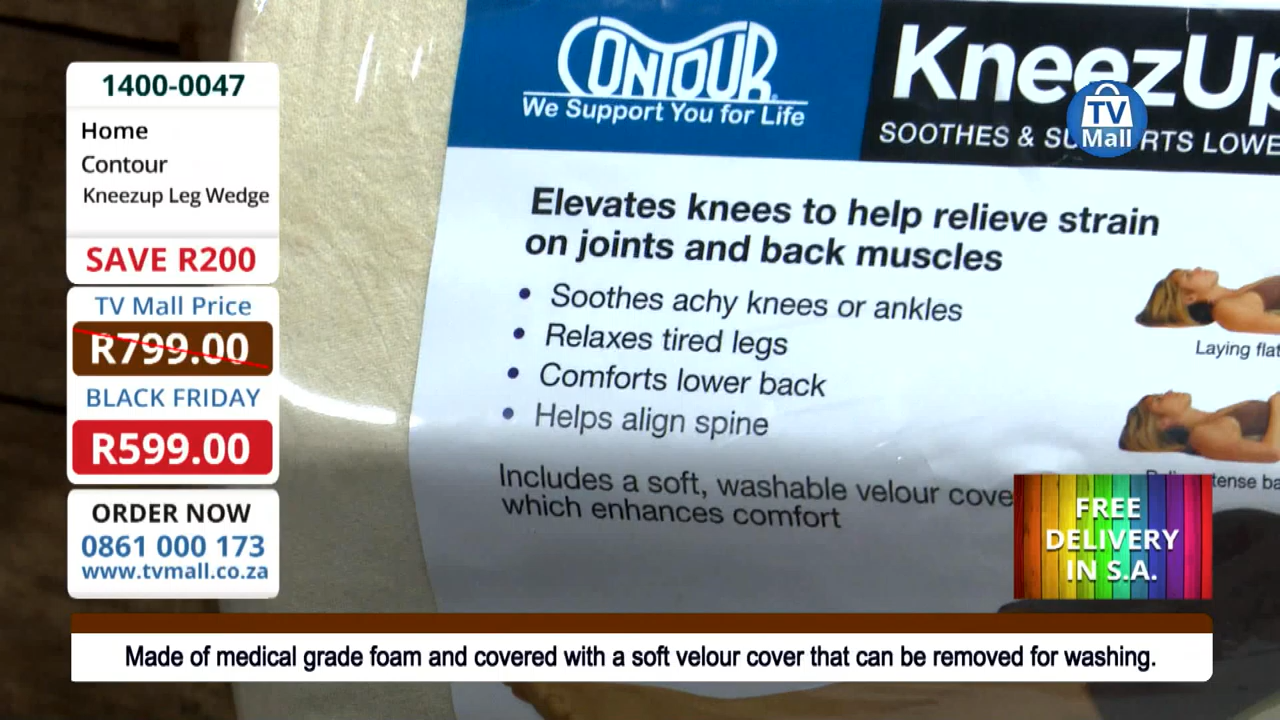 1400-0047
Home
Contour
Kneezup Leg Wedge
SAVE R200
TV Mall Price
R799.00
BLACK FRIDAY
R599.00
ORDER NOW
0861 000 173
www.tvmall.co.za
CONTOUR
We Support You for Life
KneezUp
SOOTHES & LOWE
TV
Mall
Elevates knees to help relieve strain
on joints and back muscles
• Soothes achy knees or ankles
• Relaxes tired legs
• Comforts lower back
• Helps align spine
Includes a soft, washable velour cove
which enhances comfort
Laying flat
FREE
DELIVERY
IN S.A.
Made of medical grade foam and covered with a soft velour cover that can be removed for washing.